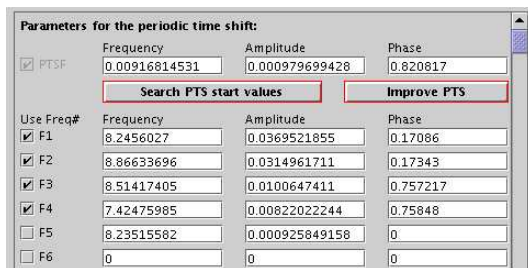 Parameters for the periodic time shift:
Frequency Amplitude Phase
PTSF 0.00916814531 0.000979699428 0.820817
Search PTS start values Improve PTS
Use Freq# Frequency Amplitude Phase
F1 8.2456027 0.0369521855 0.17086
F2 8.86633696 0.0314961711 0.17343
F3 8.51417405 0.0100647411 0.757217
F4 7.42475985 0.00822022244 0.75848
F5 8.23515582 0.000925849158 0
F6 0 0 0